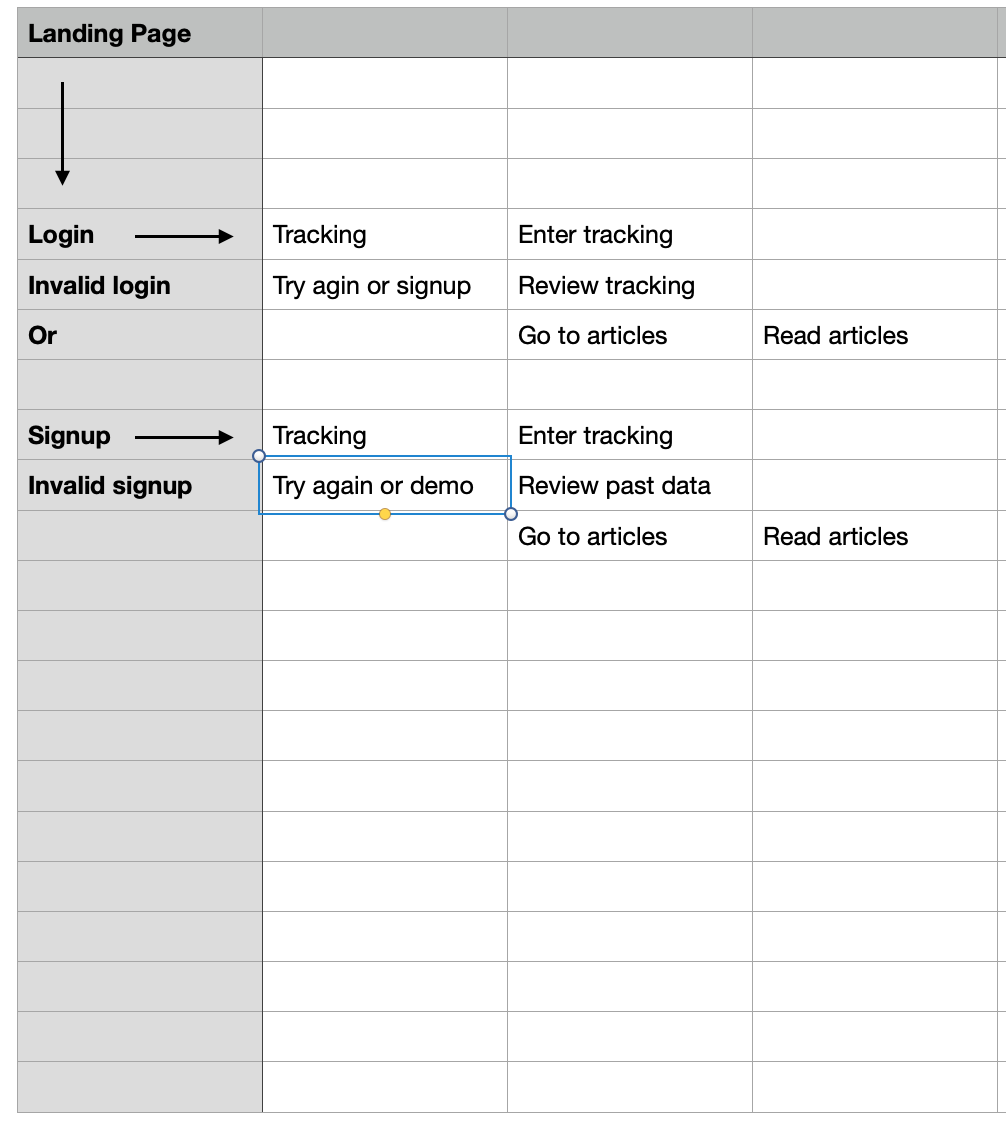 Landing Page
Login Tracking Enter tracking
Invalid login Try agin or signup Review tracking
Or Go to articles Read articles
Signup Tracking Enter tracking
Invalid signup Try again or demo Review past data
Go to articles Read articles